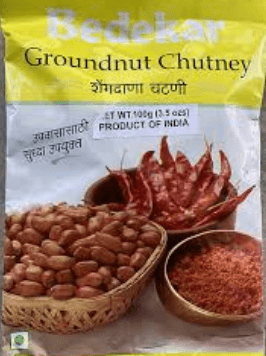 Bedekar
Groundnut Chutney
शेंगदाणा चटणी
ET WT.100g (3.5 ozs)
PRODUCT OF INDIA
उपवासासाठी
सुध्दा उपयुक्त